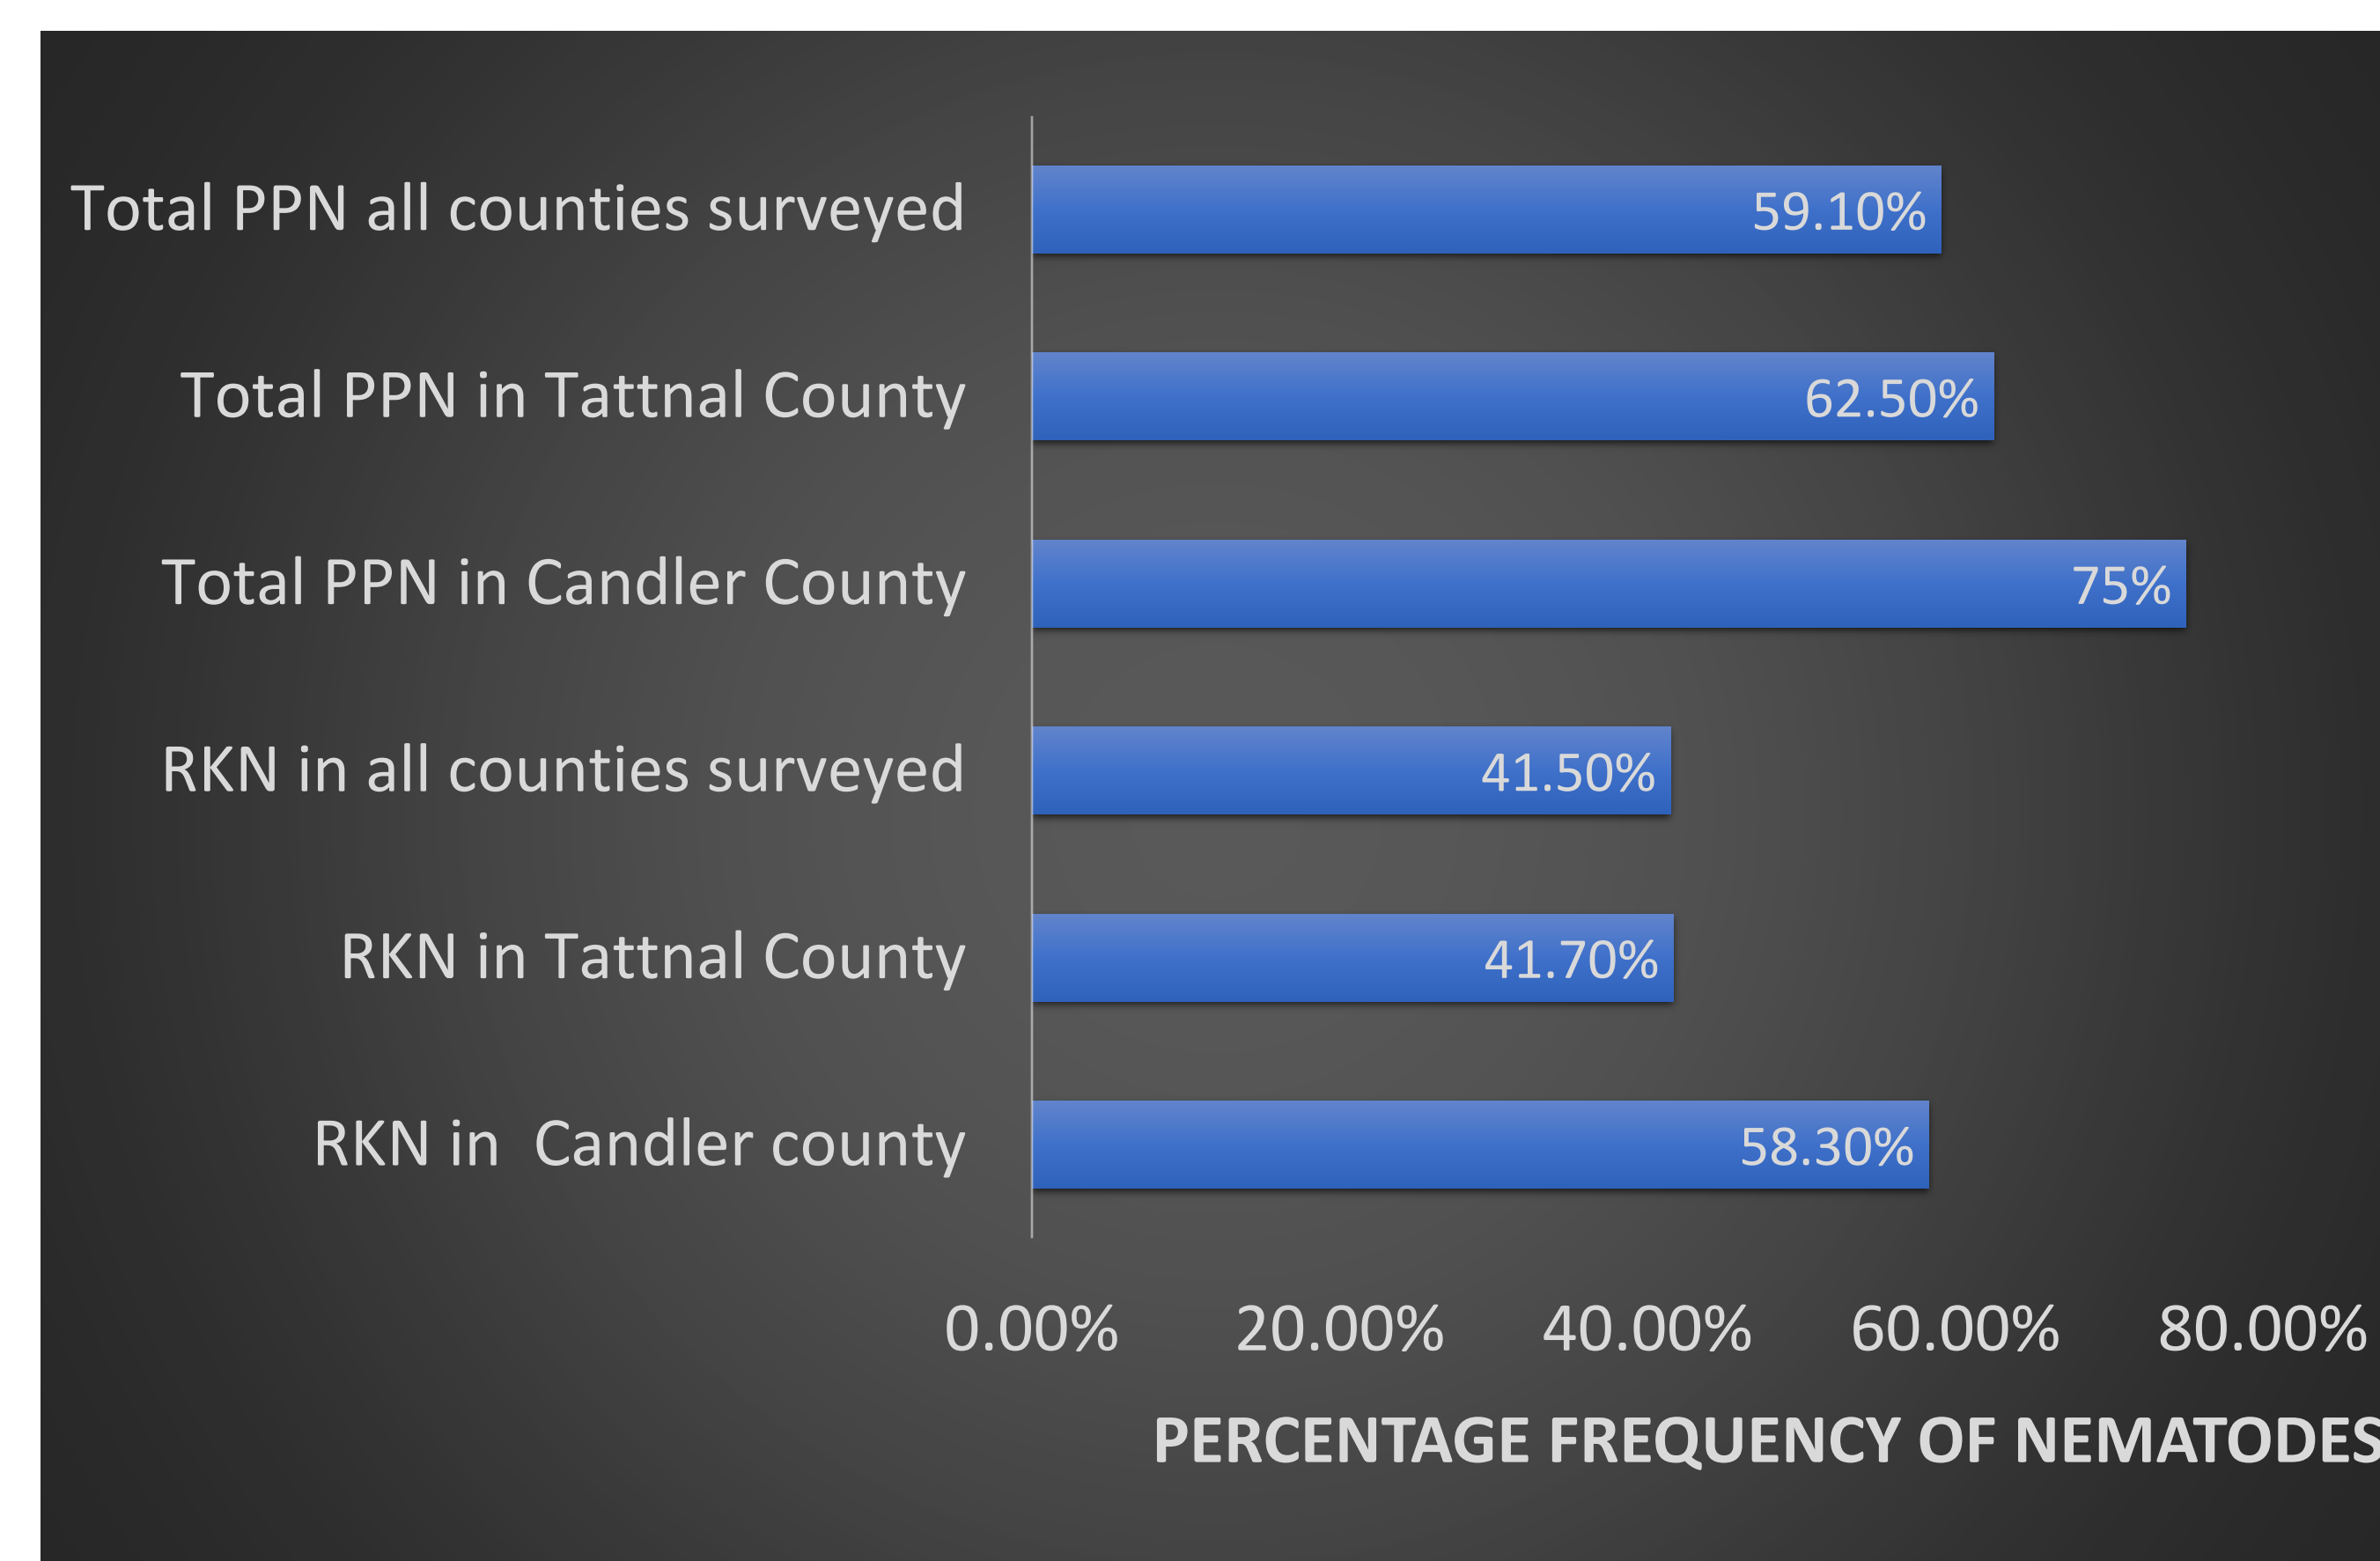 Total PPN all counties surveyed
59.10%
Total PPN in Tattnal County
62.50%
Total PPN in Candler County
75%
RKN in all counties surveyed
41.50%
RKN in Tattnal County
41.70%
RKN in  Candler county
58.30%
0.00% 20.00% 40.00% 60.00% 80.00%
PERCENTAGE FREQUENCY OF NEMATODES